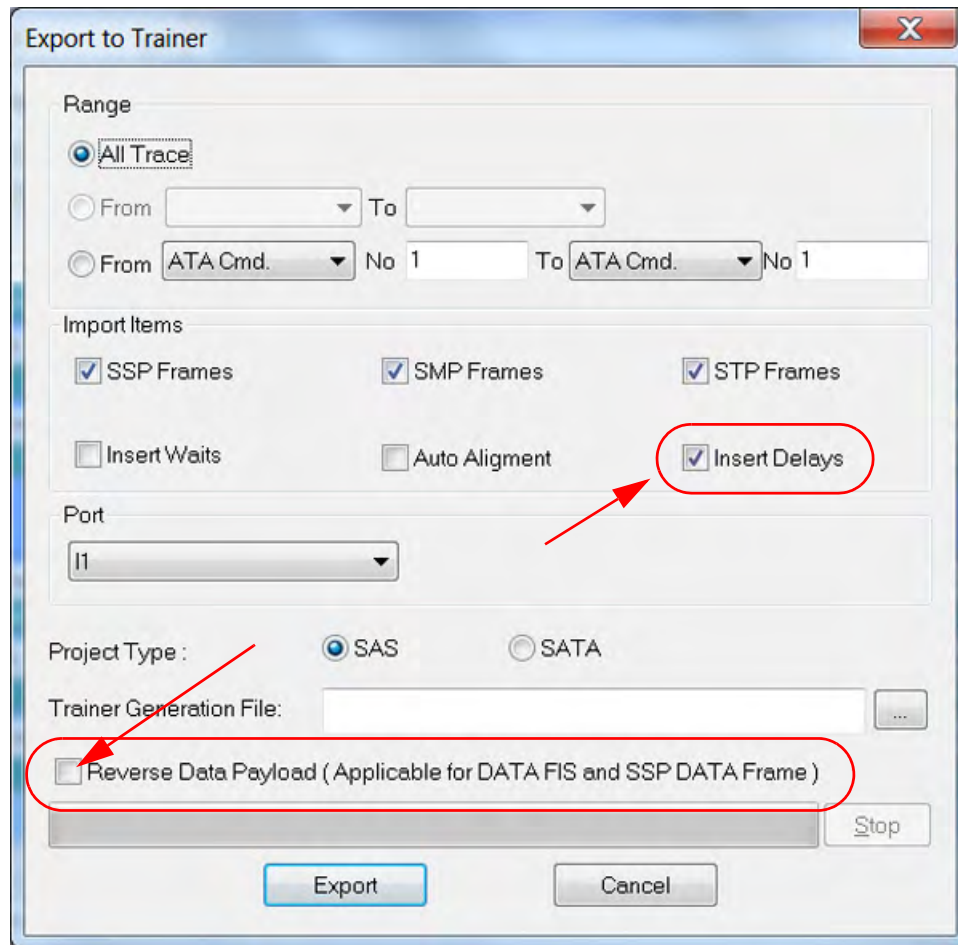 Export to Trainer
Range
All Trace
From To
From ATA Cmd. No 1 To ATA Cmd. No 1
Import Items
SSP Frames SMP Frames STP Frames
Insert Waits Auto Aligment Insert Delays
Port
I1
Project Type : SAS SATA
Trainer Generation File: ...
Reverse Data Payload ( Applicable for DATA FIS and SSP DATA Frame )
Stop
Export Cancel